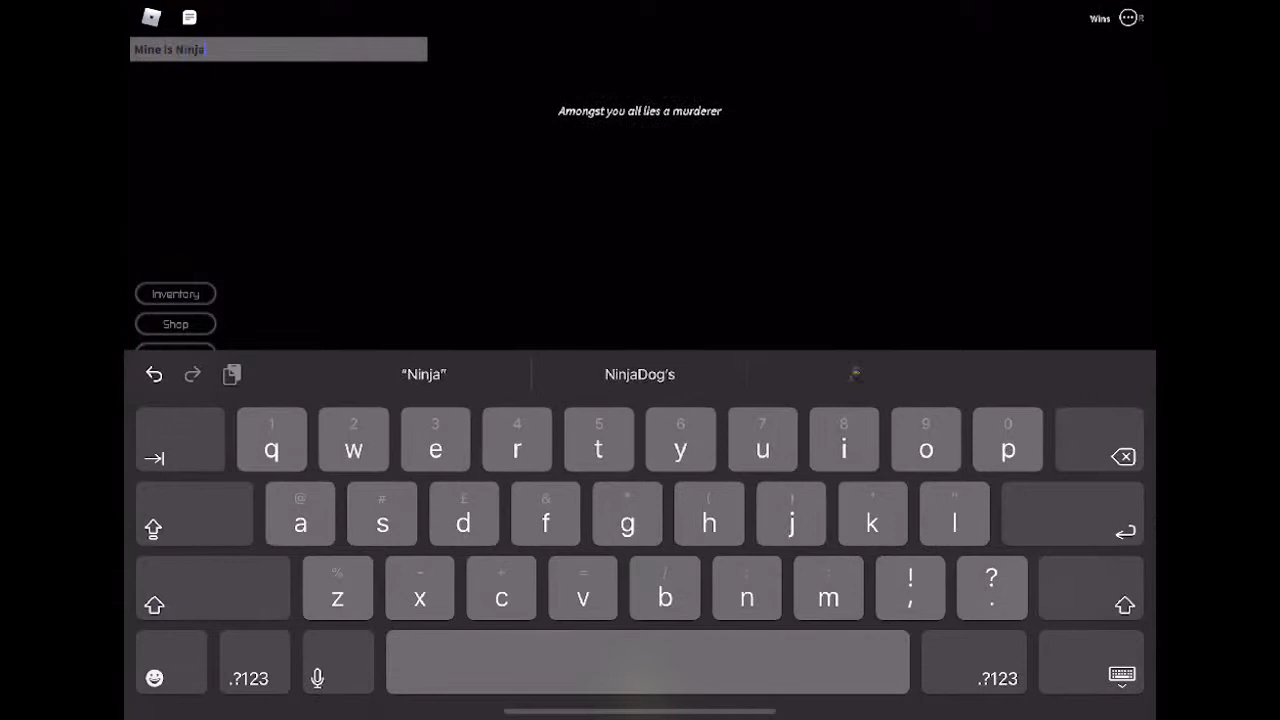 Wins
R
Mine is Ninja
Amongst you all lies a murderer
Inventory
Shop
“Ninja” NinjaDog’s
1 2 3 4 5 6 7 8 9 0
q w e r t y u i o p
@ # £ & * ( ) ' "
a s d f g h j k l
% - + = / ; : ! ?
z x c v b n m , .
.?123 .?123